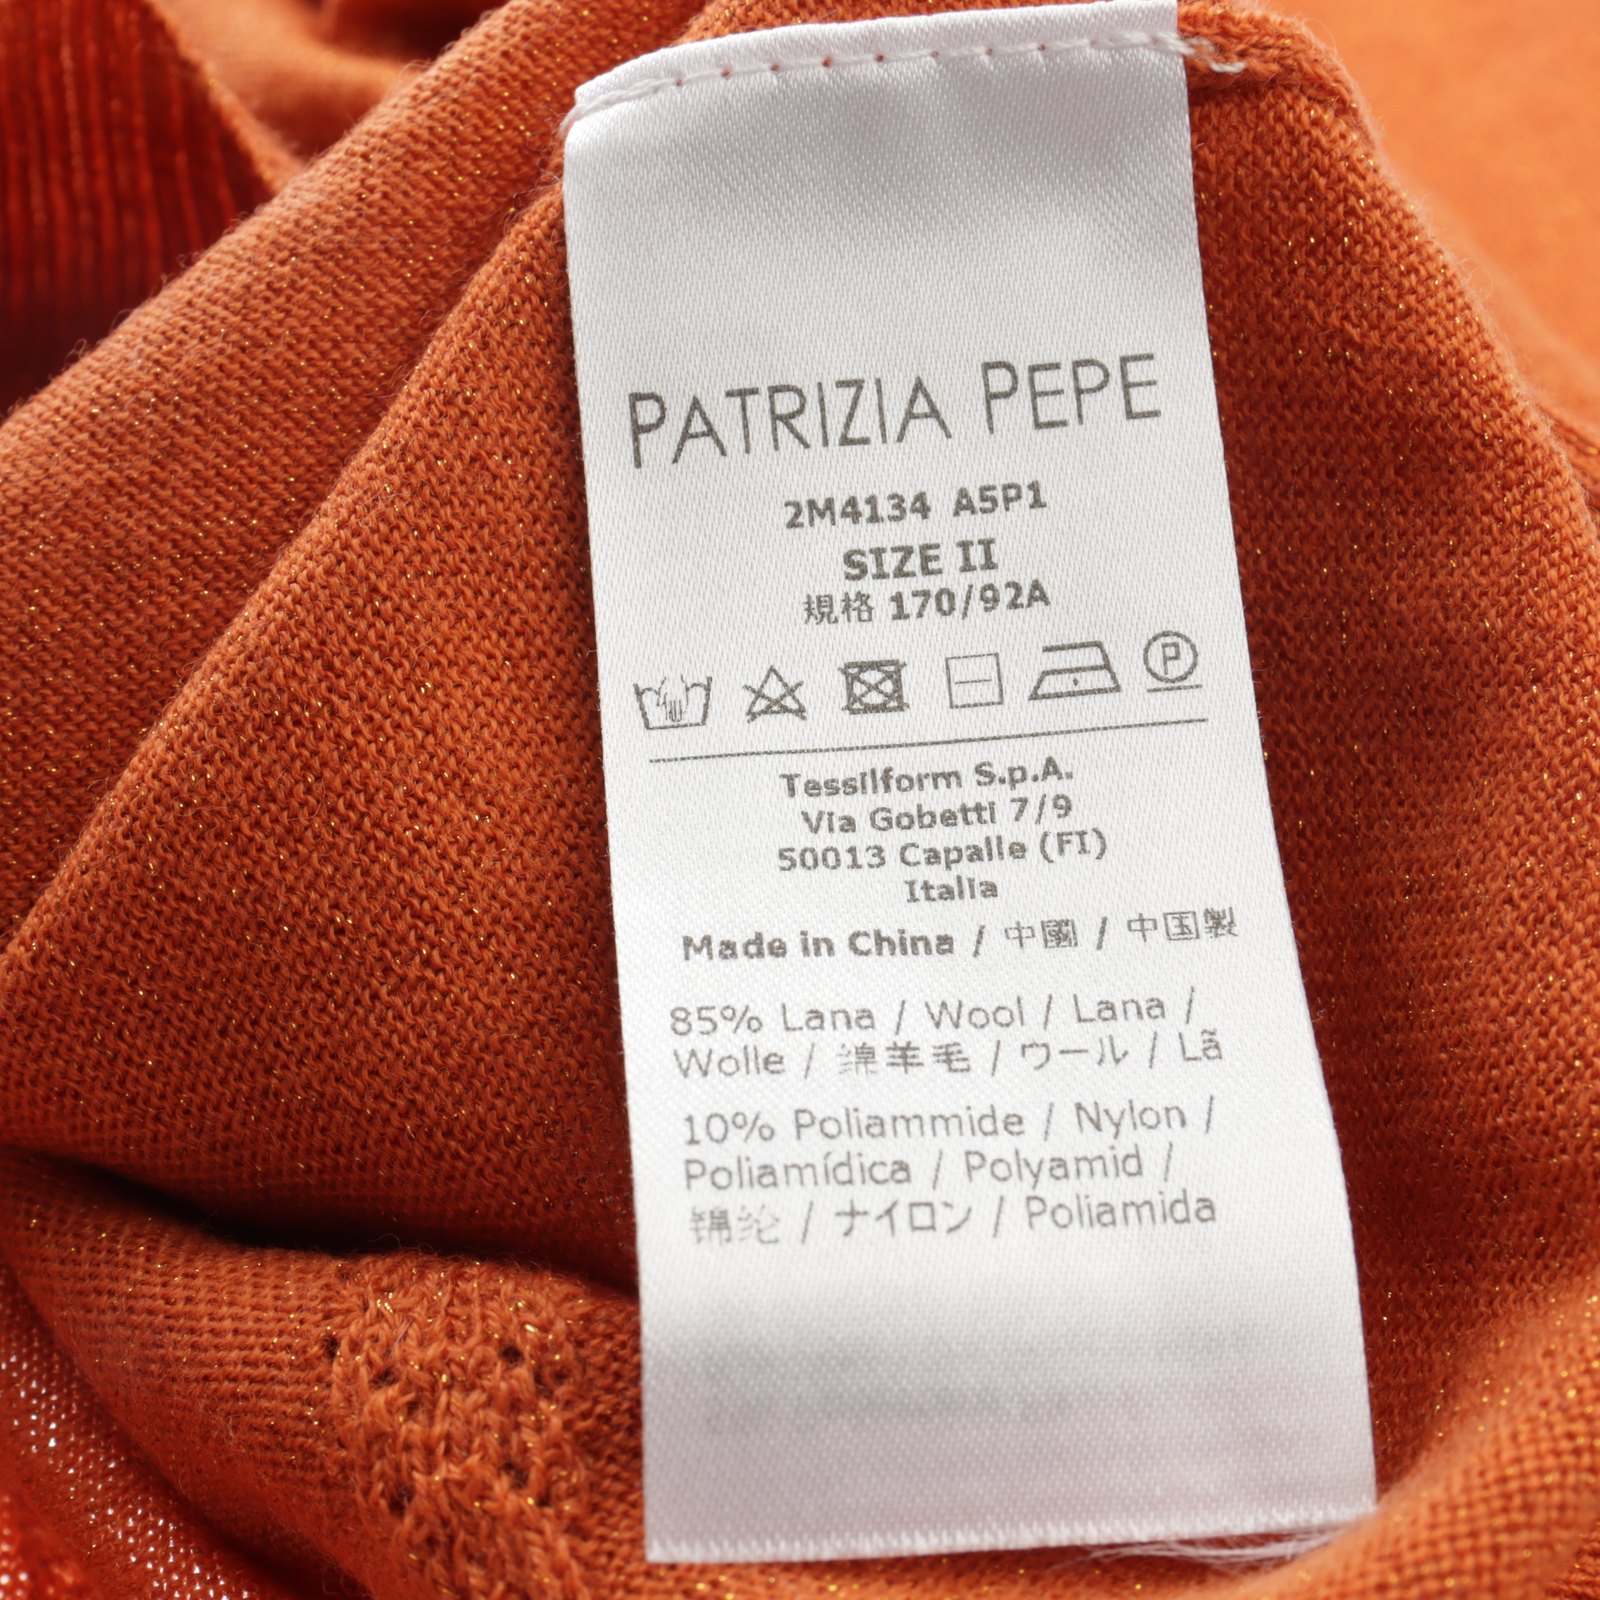 PATRIZIA PEPE
2M4134 A5P1
SIZE II
規格 170/92A
P
Tessilform S.p.A.
Via Gobetti 7/9
50013 Capalle (FI)
Italia
Made in China / 中國 / 中国製
85% Lana / Wool / Lana /
Wolle / 绵羊毛 / ウール / Lã
10% Poliammide / Nylon /
Poliamídica / Polyamid /
锦纶 / ナイロン / Poliamida